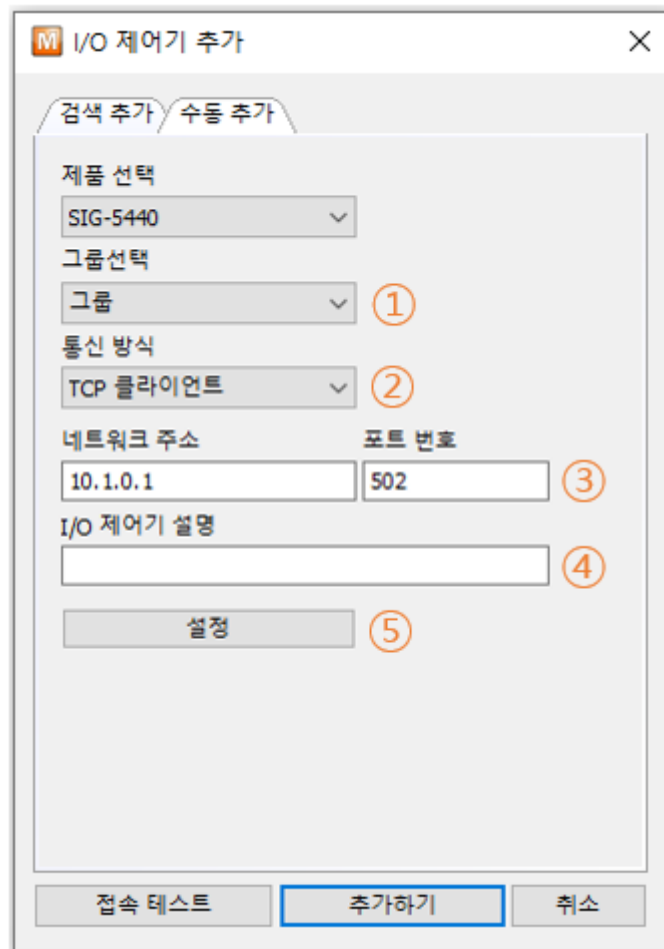 M I/O 제어기 추가
검색 추가 수동 추가
제품 선택
SIG-5440
그룹선택
그룹 ①
통신 방식
TCP 클라이언트 ②
네트워크 주소 포트 번호
10.1.0.1 502 ③
I/O 제어기 설명
④
설정 ⑤
접속 테스트 추가하기 취소